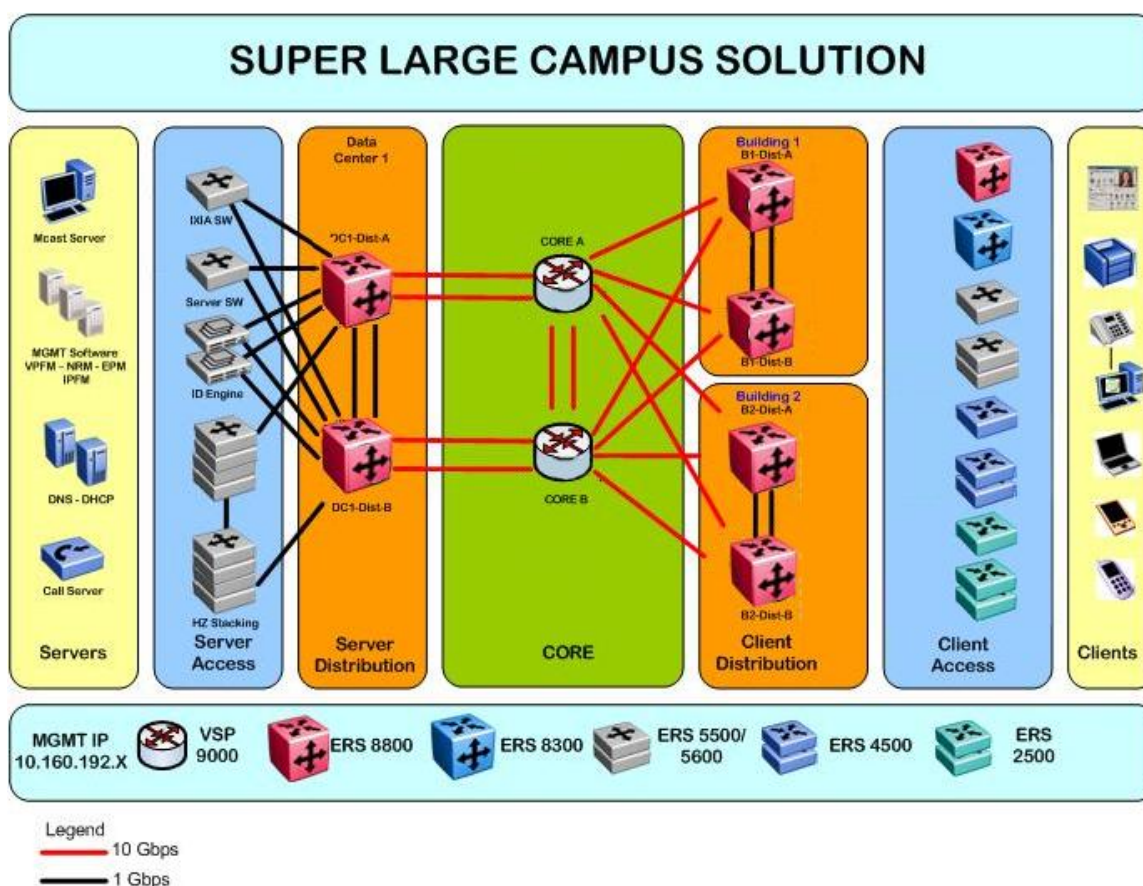 SUPER LARGE CAMPUS SOLUTION
Mcast Server
MGMT Software
VPFM - NRM - EPM
IPFM
DNS - DHCP
Call Server
Servers
IXIA SW
Server SW
ID Engine
HZ Stacking
Server
Access
Data
Center 1
DC1-Dist-A
DC1-Dist-B
Server
Distribution
CORE A
CORE B
CORE
Building 1
B1-Dist-A
B1-Dist-B
Building 2
B2-Dist-A
B2-Dist-B
Client
Distribution
Client
Access
Clients
MGMT IP
10.160.192.X
VSP
9000
ERS 8800
ERS 8300
ERS 5500/
5600
ERS 4500
ERS
2500
Legend
10 Gbps
1 Gbps